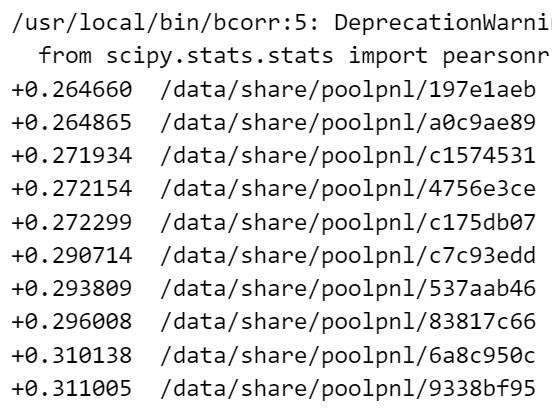 /usr/local/bin/bcorr:5: DeprecationWarni
from scipy.stats.stats import pearsonr
+0.264660 /data/share/poolpnl/197e1aeb
+0.264865 /data/share/poolpnl/a0c9ae89
+0.271934 /data/share/poolpnl/c1574531
+0.272154 /data/share/poolpnl/4756e3ce
+0.272299 /data/share/poolpnl/c175db07
+0.290714 /data/share/poolpnl/c7c93edd
+0.293809 /data/share/poolpnl/537aab46
+0.296008 /data/share/poolpnl/83817c66
+0.310138 /data/share/poolpnl/6a8c950c
+0.311005 /data/share/poolpnl/9338bf95